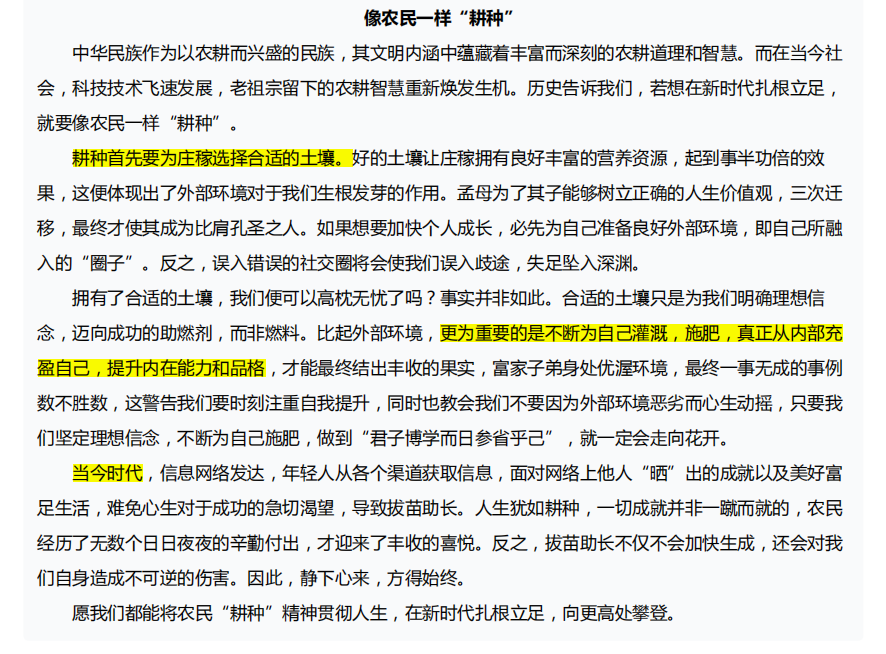 像农民一样“耕种”
中华民族作为以农耕而兴盛的民族，其文明内涵中蕴藏着丰富而深刻的农耕道理和智慧。而在当今社
会，科技技术飞速发展，老祖宗留下的农耕智慧重新焕发生机。历史告诉我们，若想在新时代扎根立足，
就要像农民一样“耕种”。
耕种首先要为庄稼选择合适的土壤。好的土壤让庄稼拥有良好丰富的营养资源，起到事半功倍的效
果，这便体现出了外部环境对于我们生根发芽的作用。孟母为了其子能够树立正确的人生价值观，三次迁
移，最终才使其成为比肩孔圣之人。如果想要加快个人成长，必先为自己准备良好外部环境，即自己所融
入的“圈子”。反之，误入错误的社交圈将会使我们误入歧途，失足坠入深渊。
拥有了合适的土壤，我们便可以高枕无忧了吗？事实并非如此。合适的土壤只是为我们明确理想信
念，迈向成功的助燃剂，而非燃料。比起外部环境，更为重要的是不断为自己灌溉，施肥，真正从内部充
盈自己，提升内在能力和品格，才能最终结出丰收的果实，富家子弟身处优渥环境，最终一事无成的事例
数不胜数，这警告我们要时刻注重自我提升，同时也教会我们不要因为外部环境恶劣而心生动摇，只要我
们坚定理想信念，不断为自己施肥，做到“君子博学而日参省乎己”，就一定会走向花开。
当今时代，信息网络发达，年轻人从各个渠道获取信息，面对网络上他人“晒”出的成就以及美好富
足生活，难免心生对于成功的急切渴望，导致拔苗助长。人生犹如耕种，一切成就并非一蹴而就的，农民
经历了无数个日日夜夜的辛勤付出，才迎来了丰收的喜悦。反之，拔苗助长不仅不会加快生成，还会对我
们自身造成不可逆的伤害。因此，静下心来，方得始终。
愿我们都能将农民“耕种”精神贯彻人生，在新时代扎根立足，向更高处攀登。